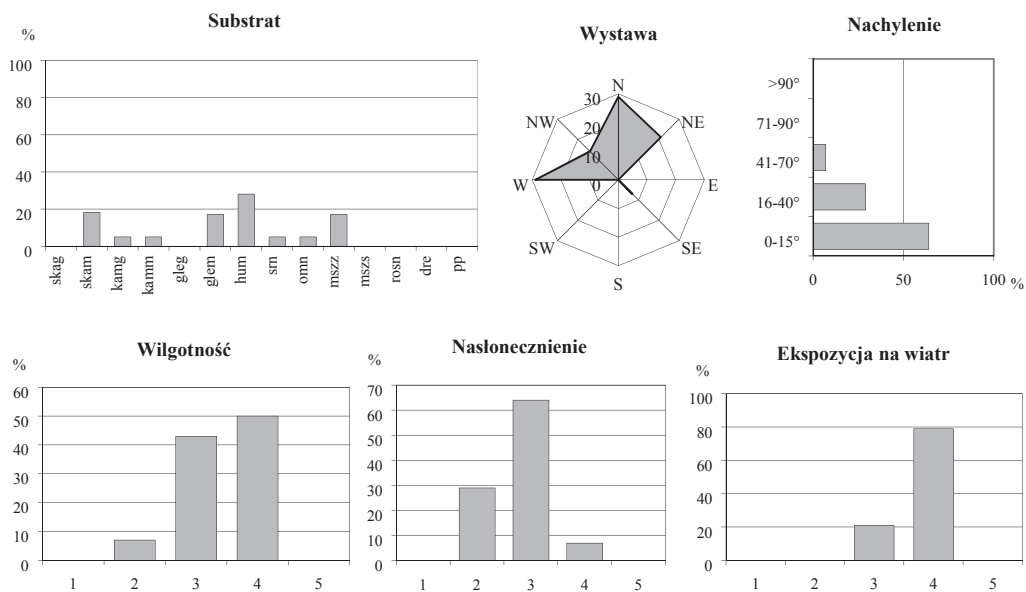 Substrat
%
100
80
60
40
20
0
skag
skam
kamg
kamm
gleg
glem
hum
srn
omn
mszz
mszs
rosn
dre
pp
Wystawa
N
NE
E
SE
S
SW
W
NW
30
20
10
0
Nachylenie
>90°
71-90°
41-70°
16-40°
0-15°
0
50
100
%
Wilgotność
%
60
50
40
30
20
10
0
1
2
3
4
5
Nasłonecznienie
%
70
60
50
40
30
20
10
0
1
2
3
4
5
Ekspozycja na wiatr
%
100
80
60
40
20
0
1
2
3
4
5